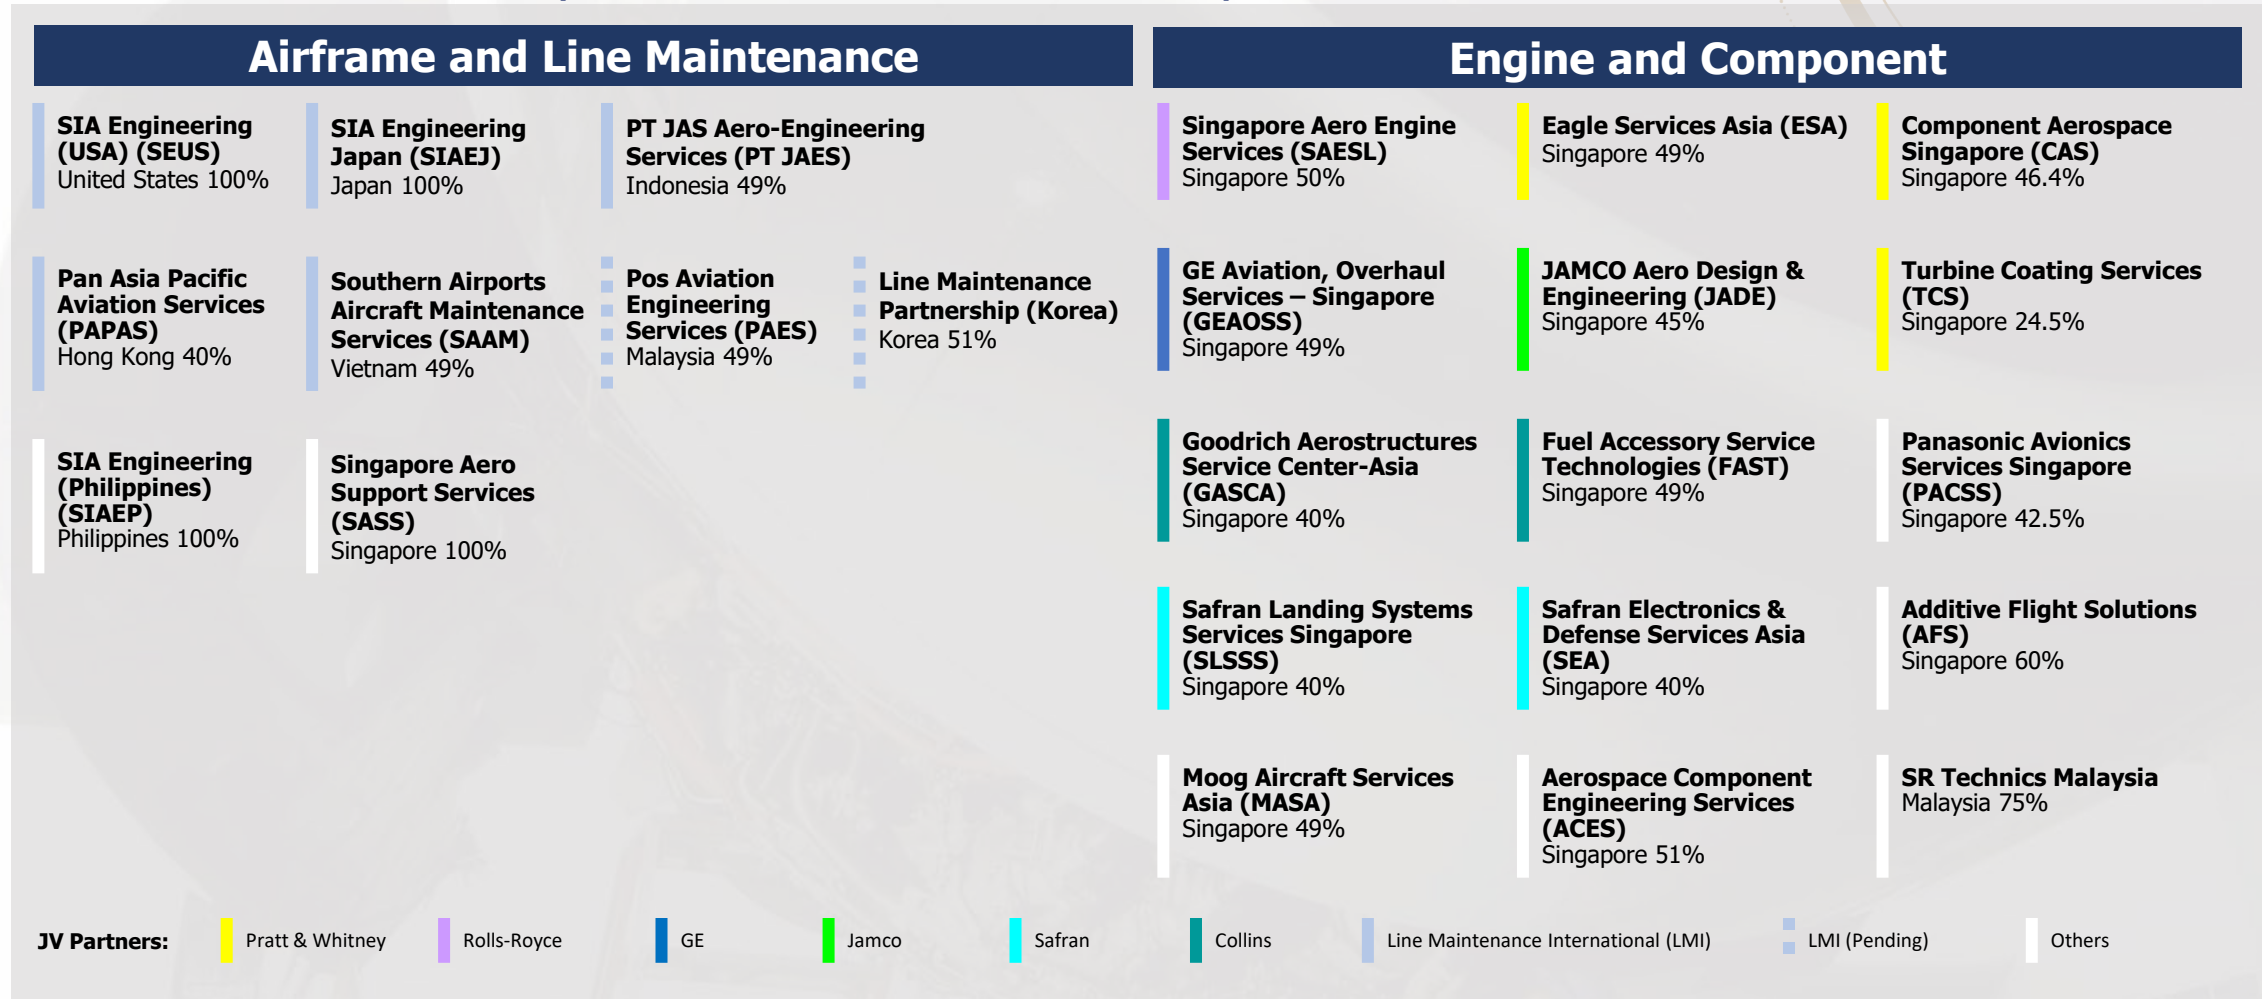 Airframe and Line Maintenance
SIA Engineering
(USA) (SEUS)
United States 100%
SIA Engineering
Japan (SIAEJ)
Japan 100%
PT JAS Aero-Engineering
Services (PT JAES)
Indonesia 49%
Pan Asia Pacific
Aviation Services
(PAPAS)
Hong Kong 40%
Southern Airports
Aircraft Maintenance
Services (SAAM)
Vietnam 49%
Pos Aviation
Engineering
Services (PAES)
Malaysia 49%
Line Maintenance
Partnership (Korea)
Korea 51%
SIA Engineering
(Philippines)
(SIAEP)
Philippines 100%
Singapore Aero
Support Services
(SASS)
Singapore 100%
Engine and Component
Singapore Aero Engine
Services (SAESL)
Singapore 50%
Eagle Services Asia (ESA)
Singapore 49%
Component Aerospace
Singapore (CAS)
Singapore 46.4%
GE Aviation, Overhaul
Services – Singapore
(GEAOSS)
Singapore 49%
JAMCO Aero Design &
Engineering (JADE)
Singapore 45%
Turbine Coating Services
(TCS)
Singapore 24.5%
Goodrich Aerostructures
Service Center-Asia
(GASCA)
Singapore 40%
Fuel Accessory Service
Technologies (FAST)
Singapore 49%
Panasonic Avionics
Services Singapore
(PACSS)
Singapore 42.5%
Safran Landing Systems
Services Singapore
(SLSSS)
Singapore 40%
Safran Electronics &
Defense Services Asia
(SEA)
Singapore 40%
Additive Flight Solutions
(AFS)
Singapore 60%
Moog Aircraft Services
Asia (MASA)
Singapore 49%
Aerospace Component
Engineering Services
(ACES)
Singapore 51%
SR Technics Malaysia
Malaysia 75%
JV Partners:
Pratt & Whitney
Rolls-Royce
GE
Jamco
Safran
Collins
Line Maintenance International (LMI)
LMI (Pending)
Others